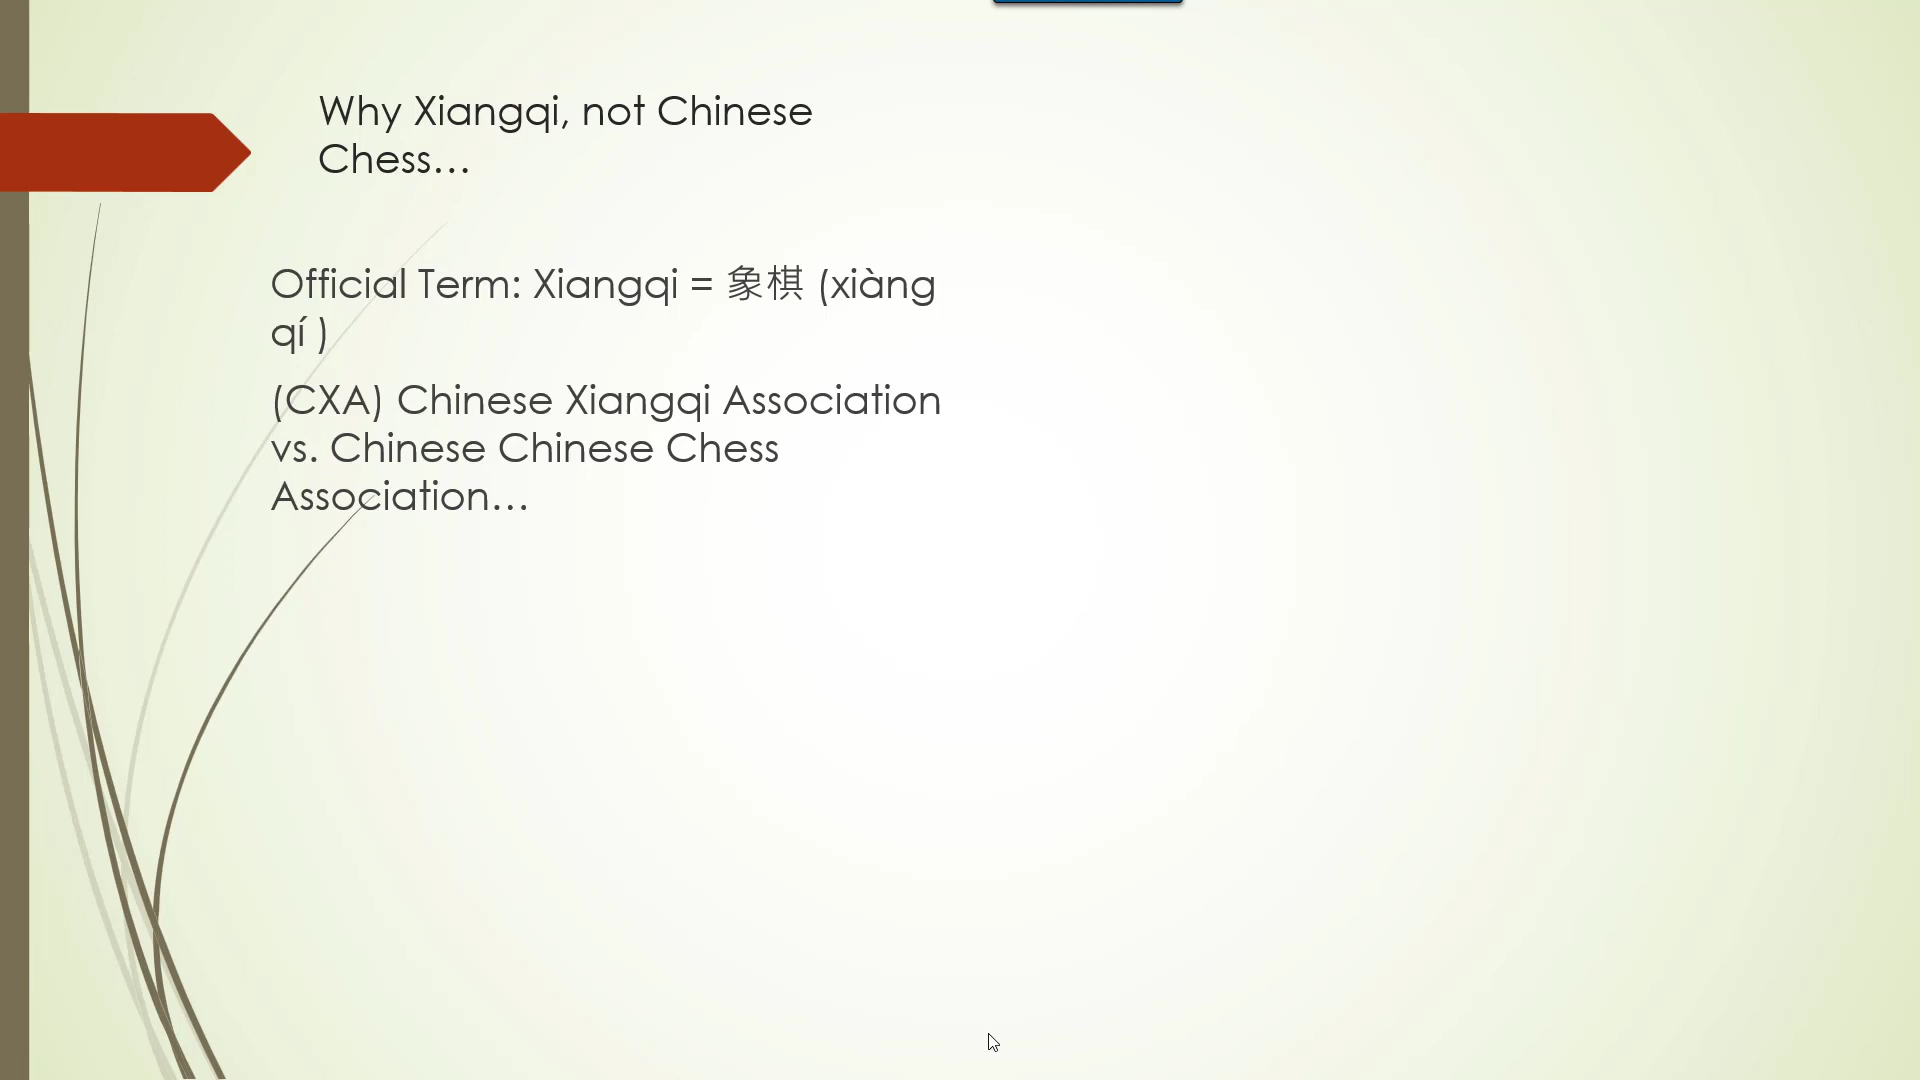 Why Xiangqi, not Chinese
Chess…
Official Term: Xiangqi = 象棋 (xiàng
qí )
(CXA) Chinese Xiangqi Association
vs. Chinese Chinese Chess
Association…